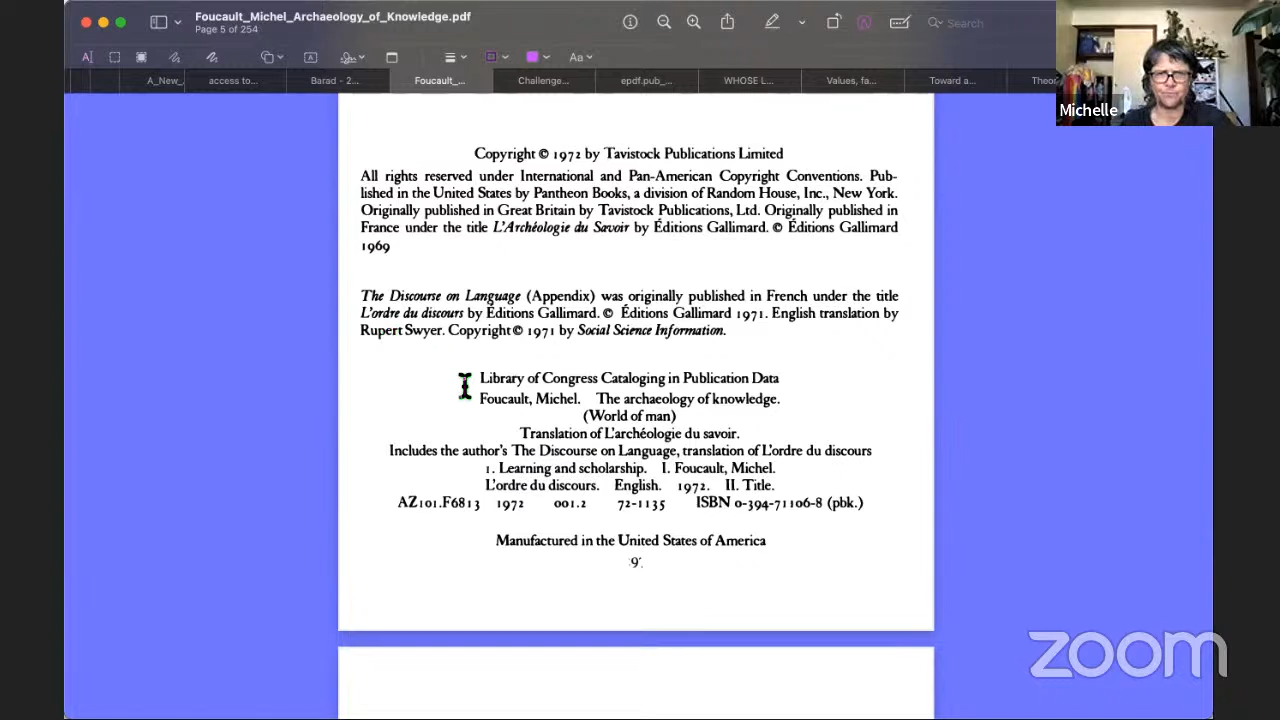 Foucault_Michel_Archaeology_of_Knowledge.pdf
Page 5 of 254
Search
A_New_
access to...
Barad - 2...
Foucault_...
Challenge...
epdf.pub_...
WHOSE L...
Values, fa...
Toward a...
Theor
Michelle
Copyright © 1972 by Tavistock Publications Limited
All rights reserved under International and Pan-American Copyright Conventions. Pub-
lished in the United States by Pantheon Books, a division of Random House, Inc., New York.
Originally published in Great Britain by Tavistock Publications, Ltd. Originally published in
France under the title L'Archéologie du Savoir by Éditions Gallimard. © Éditions Gallimard
1969
The Discourse on Language (Appendix) was originally published in French under the title
L'ordre du discours by Éditions Gallimard. © Éditions Gallimard 1971. English translation by
Rupert Swyer. Copyright © 1971 by Social Science Information.
Library of Congress Cataloging in Publication Data
Foucault, Michel. The archaeology of knowledge.
(World of man)
Translation of L'archéologie du savoir.
Includes the author's The Discourse on Language, translation of L'ordre du discours
1. Learning and scholarship. I. Foucault, Michel.
L'ordre du discours. English. 1972. II. Title.
AZ101.F6813 1972 001.2 72-1135 ISBN 0-394-71106-8 (pbk.)
Manufactured in the United States of America
9
zoom